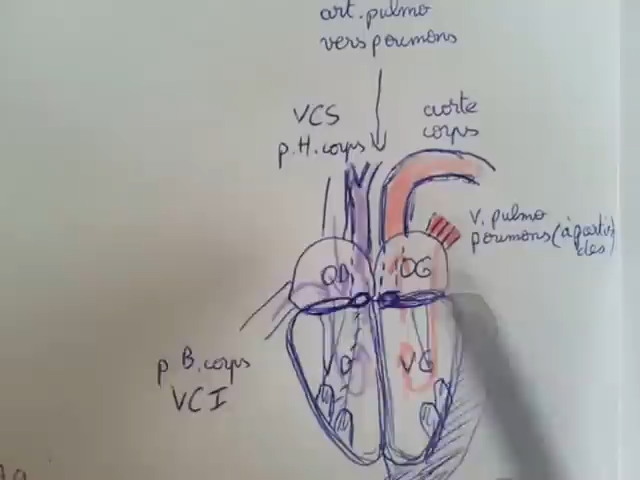 art. pulmo
vers poumons
VCS
p. H. corps
aorte
corps
V. pulmo
poumons (à partir
des)
OD
OG
VD
VG
p B. corps
VCI